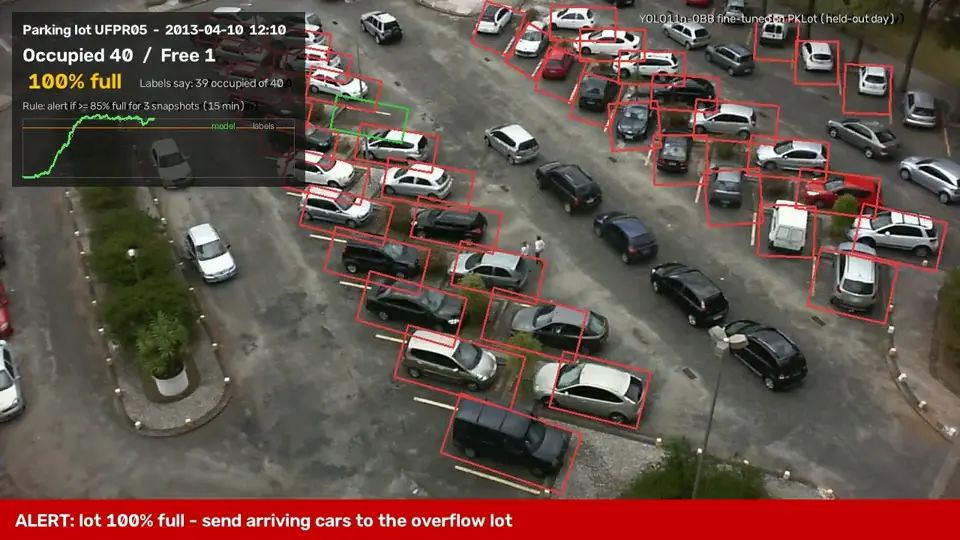 Parking lot UFPR05 - 2013-04-10 12:10
YOLO11n-OBB fine-tuned on PKLot (held-out day)
Occupied 40 / Free 1
100% full
Labels say: 39 occupied of 40
Rule: alert if >= 85% full for 3 snapshots (15 min)
model labels
ALERT: lot 100% full - send arriving cars to the overflow lot